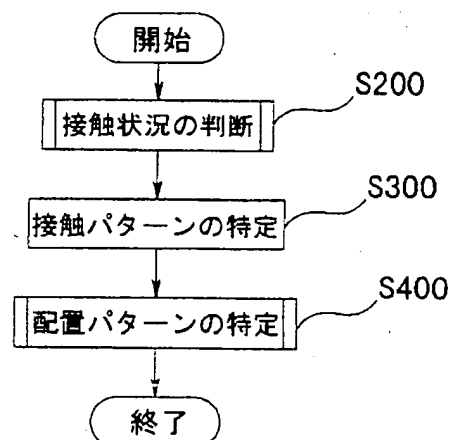 開始
接触状況の判断
S200
接触パターンの特定
S300
配置パターンの特定
S400
終了